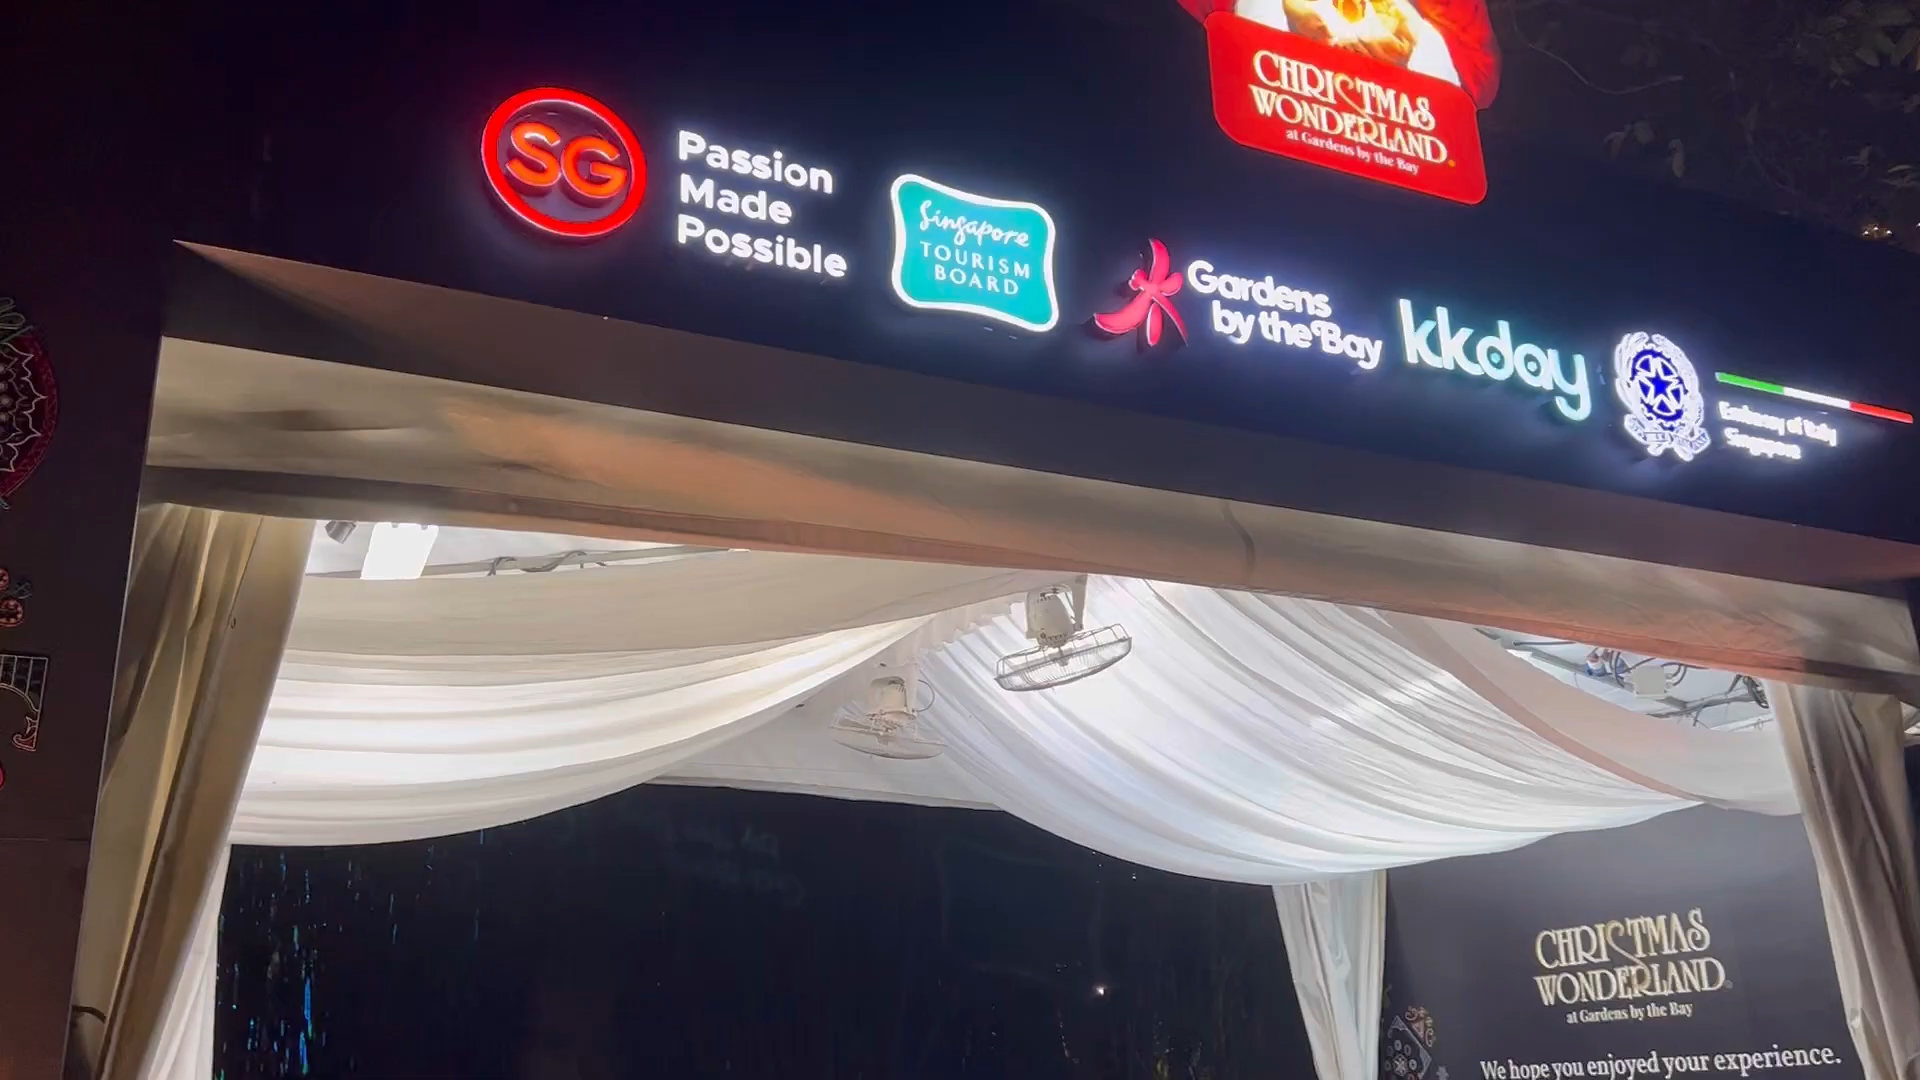 CHRISTMAS
WONDERLAND
at Gardens by the Bay
SG
Passion
Made
Possible
Singapore
TOURISM
BOARD
Gardens
by the Bay
kkday
Embassy of Italy
Singapore
CHRISTMAS
WONDERLAND
at Gardens by the Bay
We hope you enjoyed your experience.